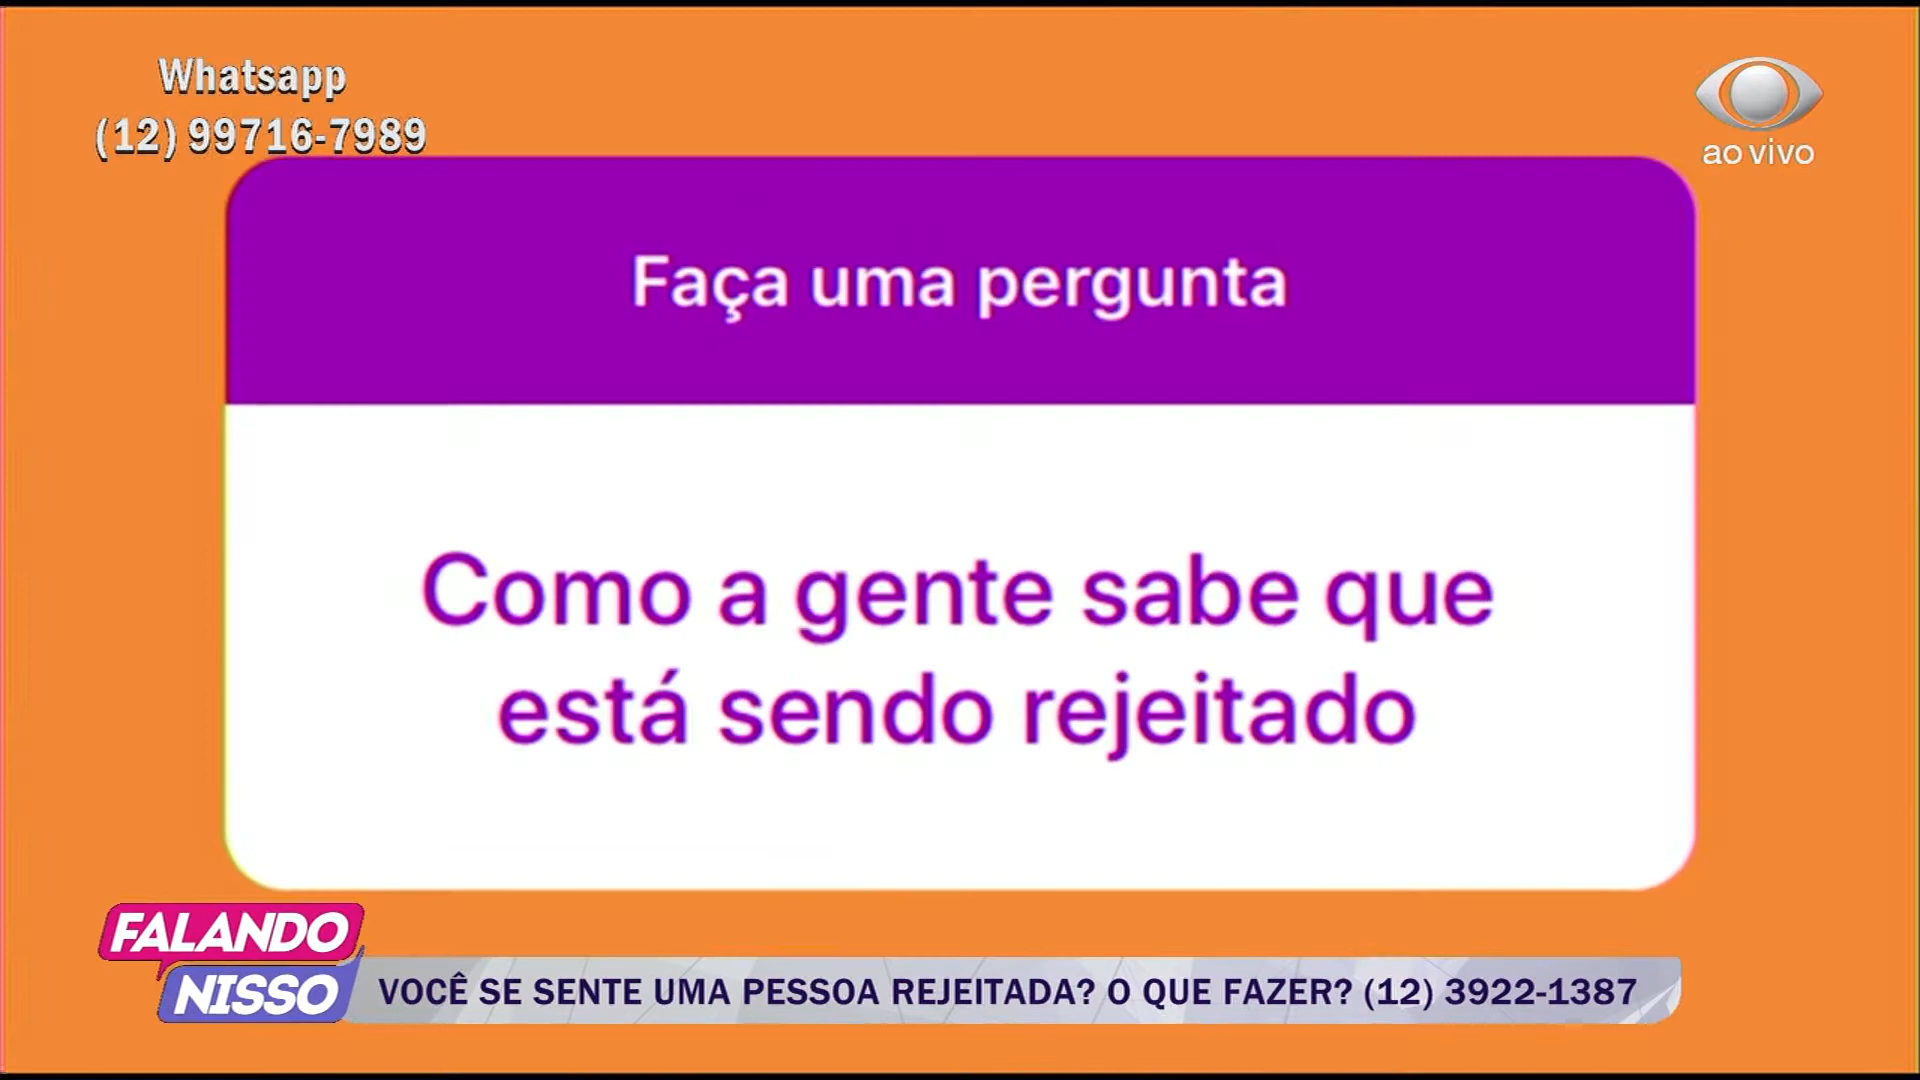 Whatsapp
(12) 99716-7989
ao vivo
Faça uma pergunta
Como a gente sabe que
está sendo rejeitado
FALANDO
NISSO
VOCÊ SE SENTE UMA PESSOA REJEITADA? O QUE FAZER? (12) 3922-1387